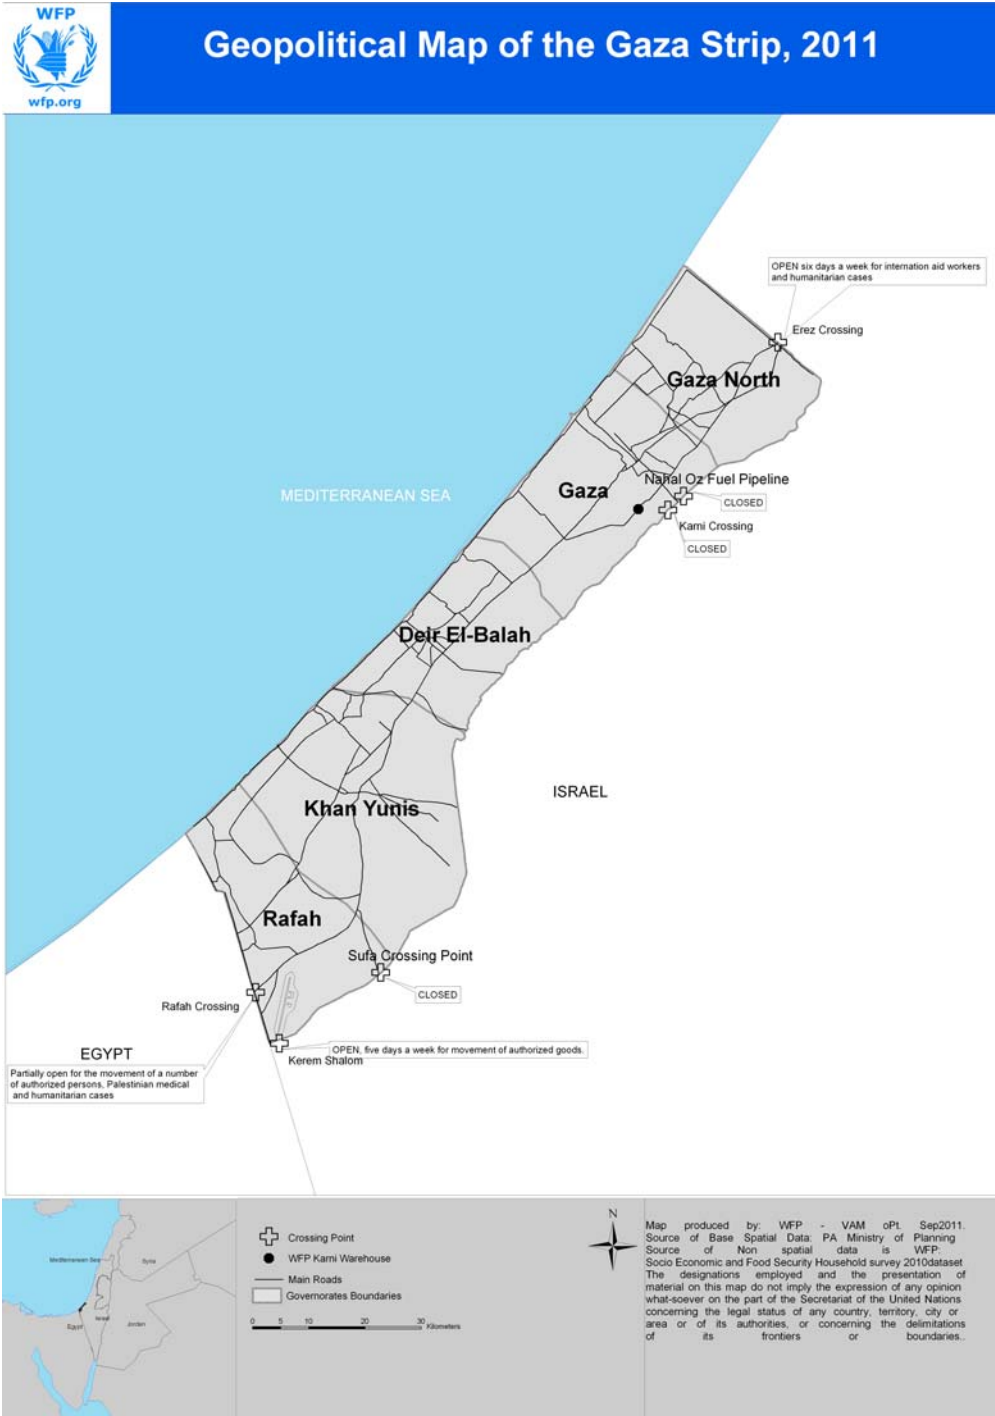 WFP
wfp.org
Geopolitical Map of the Gaza Strip, 2011
OPEN six days a week for internation aid workers
and humanitarian cases
Erez Crossing
Gaza North
Nahal Oz Fuel Pipeline
MEDITERRANEAN SEA
Gaza
CLOSED
Karni Crossing
CLOSED
Deir El-Balah
ISRAEL
Khan Yunis
Rafah
Sufa Crossing Point
CLOSED
Rafah Crossing
EGYPT
OPEN, five days a week for movement of authorized goods.
Kerem Shalom
Partially open for the movement of a number
of authorized persons, Palestinian medical
and humanitarian cases
Mediterranean Sea
Syria
Israel
Egypt
Jordan
Crossing Point
WFP Karni Warehouse
Main Roads
Governorates Boundaries
0 5 10 20 30 Kilometers
N
Map produced by: WFP - VAM oPt. Sep2011.
Source of Base Spatial Data: PA Ministry of Planning
Source of Non spatial data is WFP:
Socio Economic and Food Security Household survey 2010dataset
The designations employed and the presentation of
material on this map do not imply the expression of any opinion
what-soever on the part of the Secretariat of the United Nations
concerning the legal status of any country, territory, city or
area or of its authorities, or concerning the delimitations
of its frontiers or boundaries..